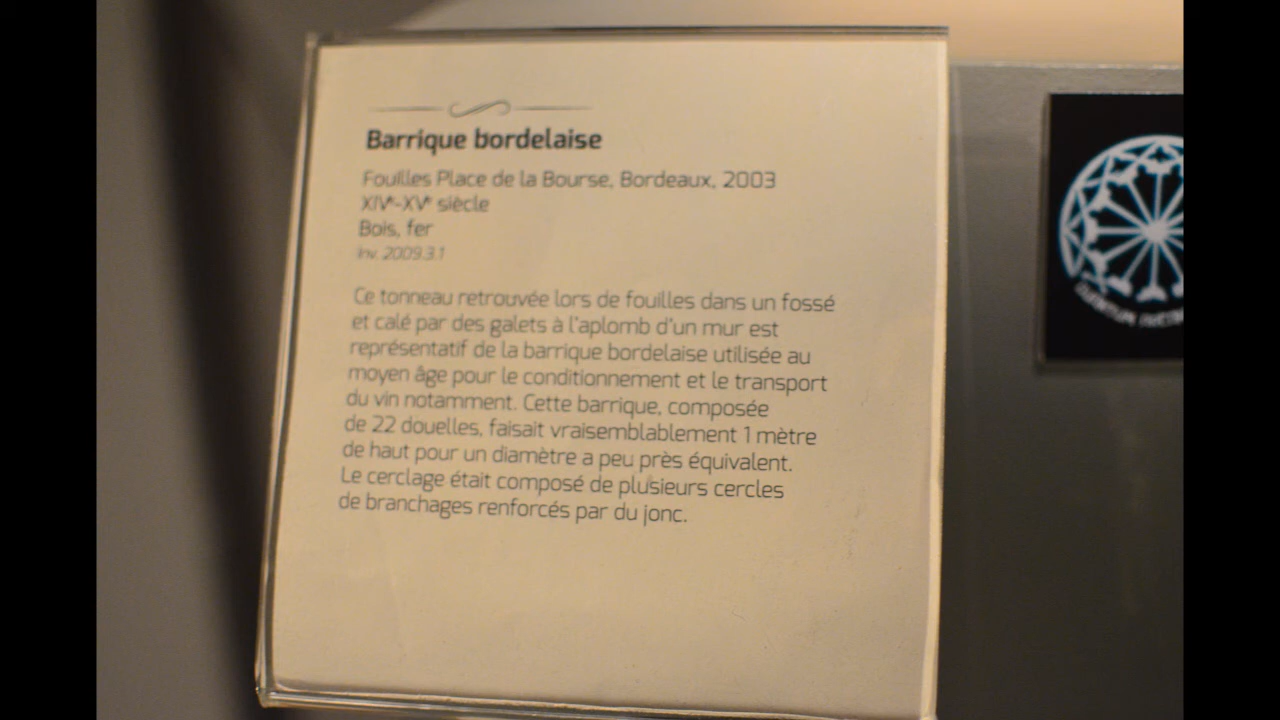 Barrique bordelaise
Fouilles Place de la Bourse, Bordeaux, 2003
XIVᵉ-XVᵉ siècle
Bois, fer
Inv. 2009.3.1
Ce tonneau retrouvée lors de fouilles dans un fossé
et calé par des galets à l'aplomb d'un mur est
représentatif de la barrique bordelaise utilisée au
moyen âge pour le conditionnement et le transport
du vin notamment. Cette barrique, composée
de 22 douelles, faisait vraisemblablement 1 mètre
de haut pour un diamètre a peu près équivalent.
Le cerclage était composé de plusieurs cercles
de branchages renforcés par du jonc.